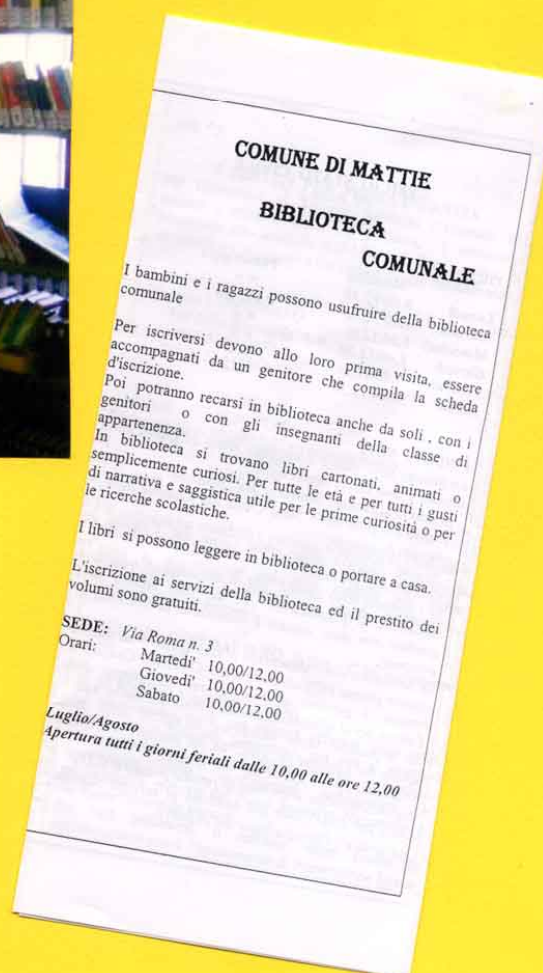 COMUNE DI MATTIE
BIBLIOTECA
COMUNALE
I bambini e i ragazzi possono usufruire della biblioteca
comunale
Per iscriversi devono allo loro prima visita, essere
accompagnati da un genitore che compila la scheda
d'iscrizione.
Poi potranno recarsi in biblioteca anche da soli , con i
genitori o con gli insegnanti della classe di
appartenenza.
In biblioteca si trovano libri cartonati, animati o
semplicemente curiosi. Per tutte le età e per tutti i gusti
di narrativa e saggistica utile per le prime curiosità o per
le ricerche scolastiche.
I libri si possono leggere in biblioteca o portare a casa.
L'iscrizione ai servizi della biblioteca ed il prestito dei
volumi sono gratuiti.
SEDE: Via Roma n. 3
Orari: Martedi' 10,00/12,00
Giovedi' 10,00/12,00
Sabato 10,00/12,00
Luglio/Agosto
Apertura tutti i giorni feriali dalle 10,00 alle ore 12,00